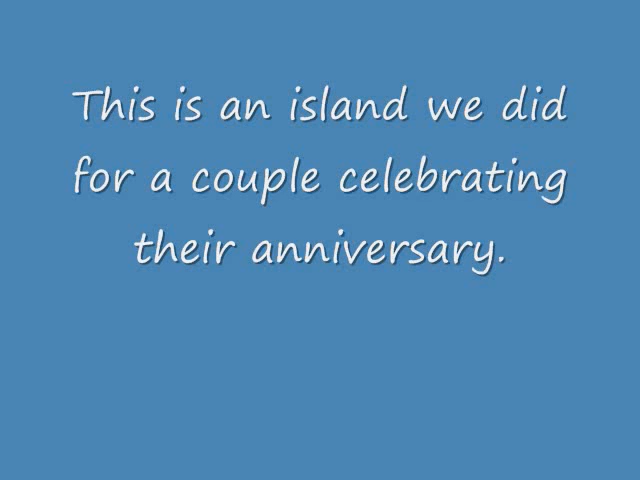 This is an island we did
for a couple celebrating
their anniversary.